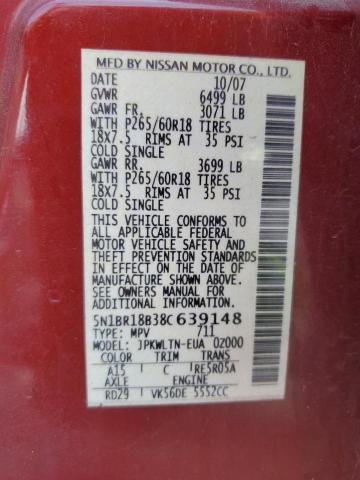 MFD BY NISSAN MOTOR CO., LTD.
DATE 10/07
GVWR 6499 LB
GAWR FR. 3071 LB
WITH P265/60R18 TIRES
18X7.5 RIMS AT 35 PSI
COLD SINGLE
GAWR RR. 3699 LB
WITH P265/60R18 TIRES
18X7.5 RIMS AT 35 PSI
COLD SINGLE
THIS VEHICLE CONFORMS TO
ALL APPLICABLE FEDERAL
MOTOR VEHICLE SAFETY AND
THEFT PREVENTION STAN-
DARDS IN EFFECT ON THE
DATE OF MANUFACTURE
MANUFACTURE SHOWN ABOVE.
SEE OWNERS MANUAL FOR
ADDITIONAL INFORMATION.
5N1BR18B38C639148
TYPE: MPV 711
MODEL: JPKWLTN-EUA 02000
COLOR TRIM TRANS
A15 C RE5R05A
AXLE ENGINE
RD29 VK56DE 5552CC